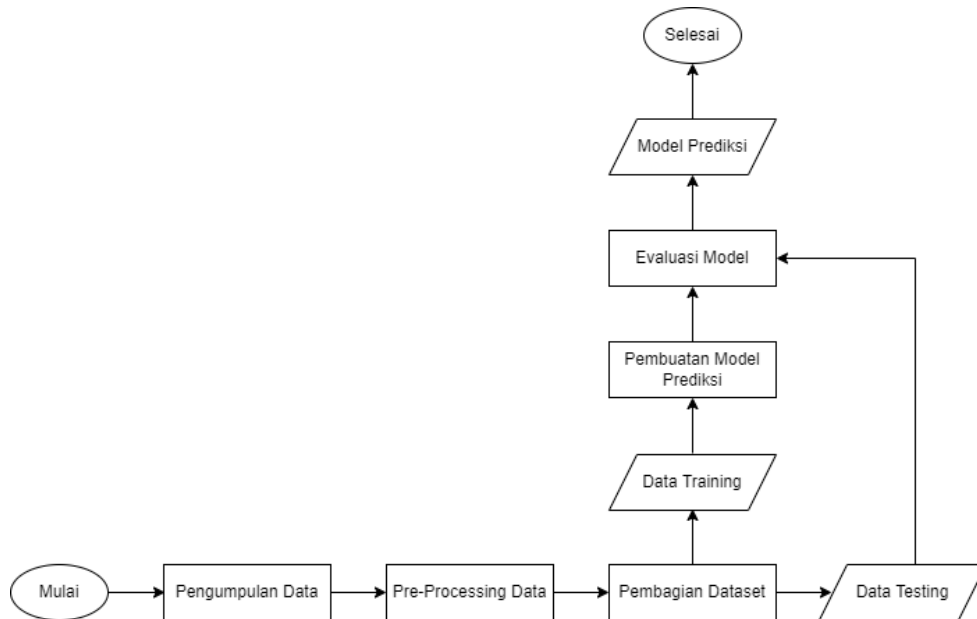 Selesai
Model Prediksi
Evaluasi Model
Pembuatan Model
Prediksi
Data Training
Mulai
Pengumpulan Data
Pre-Processing Data
Pembagian Dataset
Data Testing